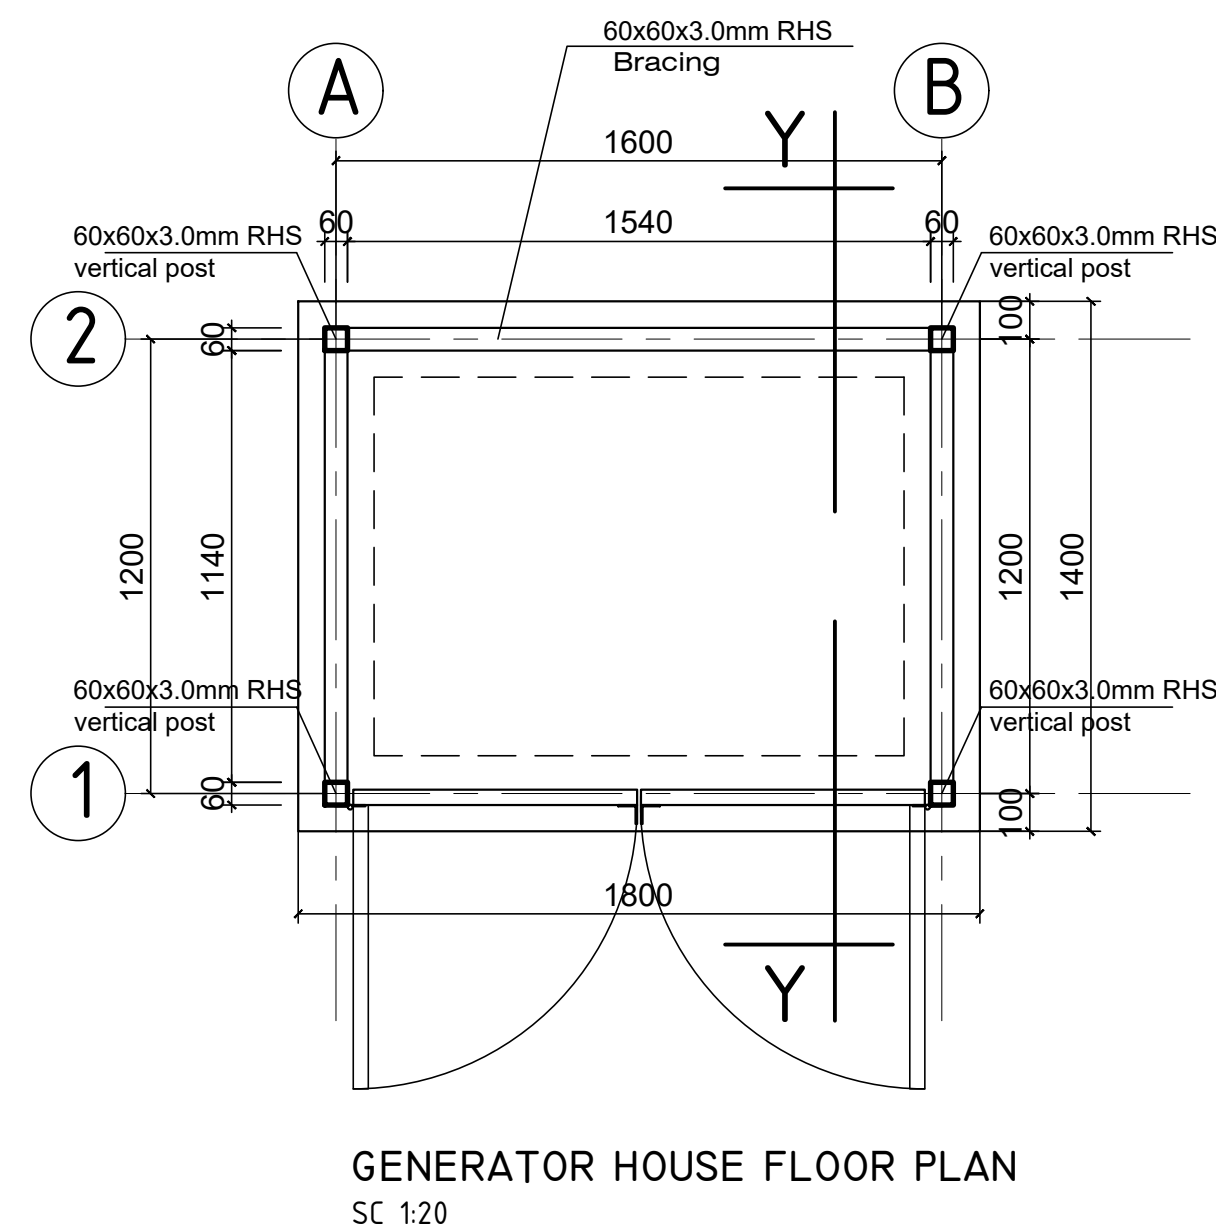 60x60x3.0mm RHS
Bracing
A
B
Y
1600
60
1540
60
60x60x3.0mm RHS
vertical post
60x60x3.0mm RHS
vertical post
2
60
100
1200
1140
1200
1400
60x60x3.0mm RHS
vertical post
60x60x3.0mm RHS
vertical post
1
60
100
1800
Y
GENERATOR HOUSE FLOOR PLAN
SC 1:20